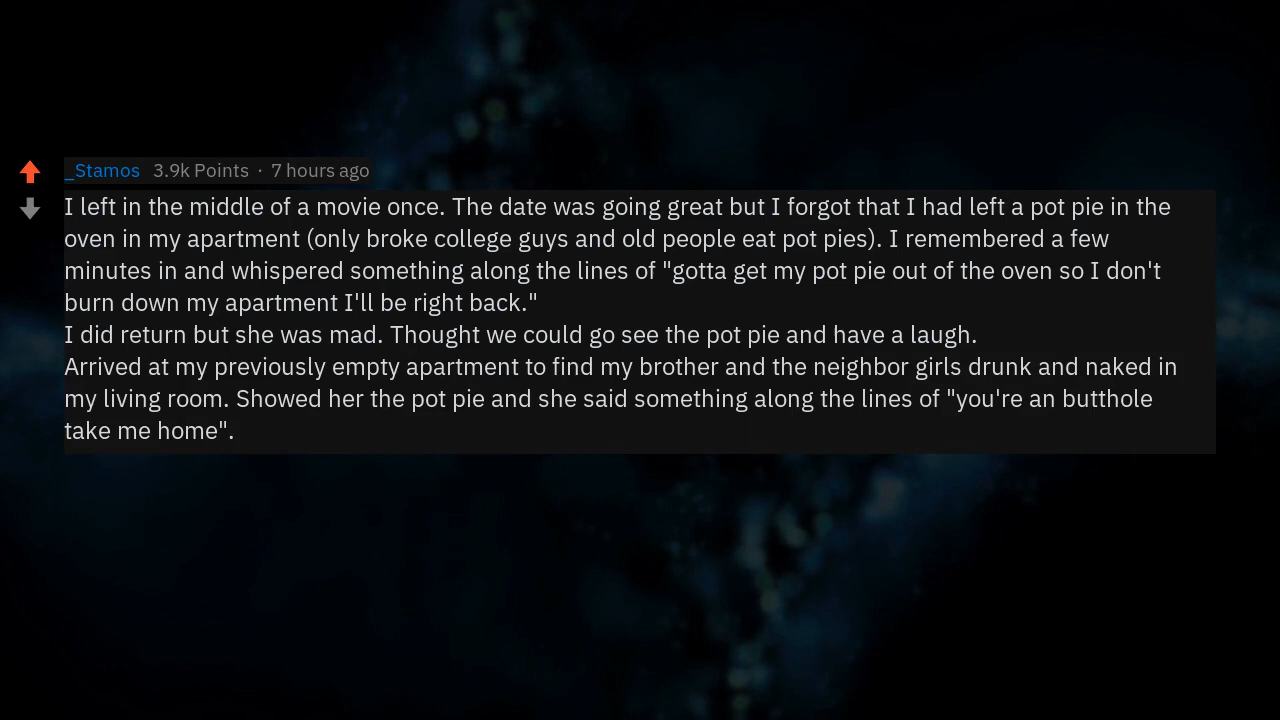 _Stamos 3.9k Points · 7 hours ago
I left in the middle of a movie once. The date was going great but I forgot that I had left a pot pie in the
oven in my apartment (only broke college guys and old people eat pot pies). I remembered a few
minutes in and whispered something along the lines of "gotta get my pot pie out of the oven so I don't
burn down my apartment I'll be right back."
I did return but she was mad. Thought we could go see the pot pie and have a laugh.
Arrived at my previously empty apartment to find my brother and the neighbor girls drunk and naked in
my living room. Showed her the pot pie and she said something along the lines of "you're an butthole
take me home".